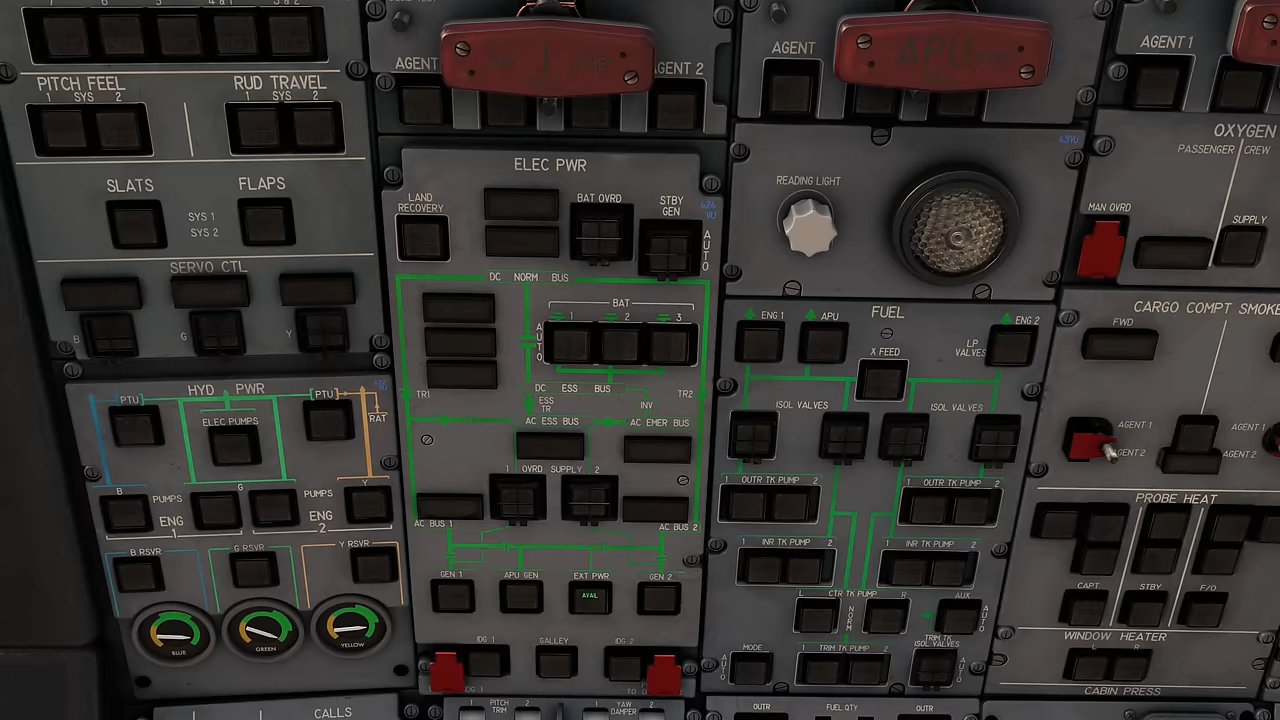 PITCH FEEL
1 SYS 2
RUD TRAVEL
1 SYS 2
SLATS
FLAPS
SYS 1
SYS 2
SERVO CTL
B
G
Y
HYD PWR
PTU
PTU
RAT
ELEC PUMPS
B
G
Y
PUMPS
PUMPS
ENG
1
ENG
2
B RSVR
G RSVR
Y RSVR
BLUE
GREEN
YELLOW
CALLS
AGENT
AGENT 2
ELEC PWR
LAND
RECOVERY
BAT OVRD
STBY
GEN
424
VU
AUTO
DC NORM BUS
BAT
1 2 3
AUTO
DC ESS BUS
TR1
ESS
TR
INV
TR2
AC ESS BUS
AC EMER BUS
1 OVRD SUPPLY 2
AC BUS 1
AC BUS 2
GEN 1
APU GEN
EXT PWR
GEN 2
AVAIL
IDG 1
GALLEY
IDG 2
PITCH
1 TRIM 2
YAW
1 DAMPER 2
AGENT
APU
READING LIGHT
FUEL
ENG 1
APU
ENG 2
X FEED
LP
VALVES
ISOL VALVES
ISOL VALVES
1 OUTR TK PUMP 2
1 OUTR TK PUMP 2
1 INR TK PUMP 2
1 INR TK PUMP 2
L CTR TK PUMP R
NORM
AUX
AUTO
TRIM TK
ISOL VALVES
MODE
AUTO
1 TRIM TK PUMP 2
AUTO
OUTR
FUEL QTY
OUTR
AGENT 1
OXYGEN
PASSENGER
CREW
MAN OVRD
SUPPLY
CARGO COMPT SMOKE
FWD
AGENT 1
AGENT 2
AGENT 1
AGENT 2
PROBE HEAT
CAPT
STBY
F/O
WINDOW HEATER
L R
CABIN PRESS